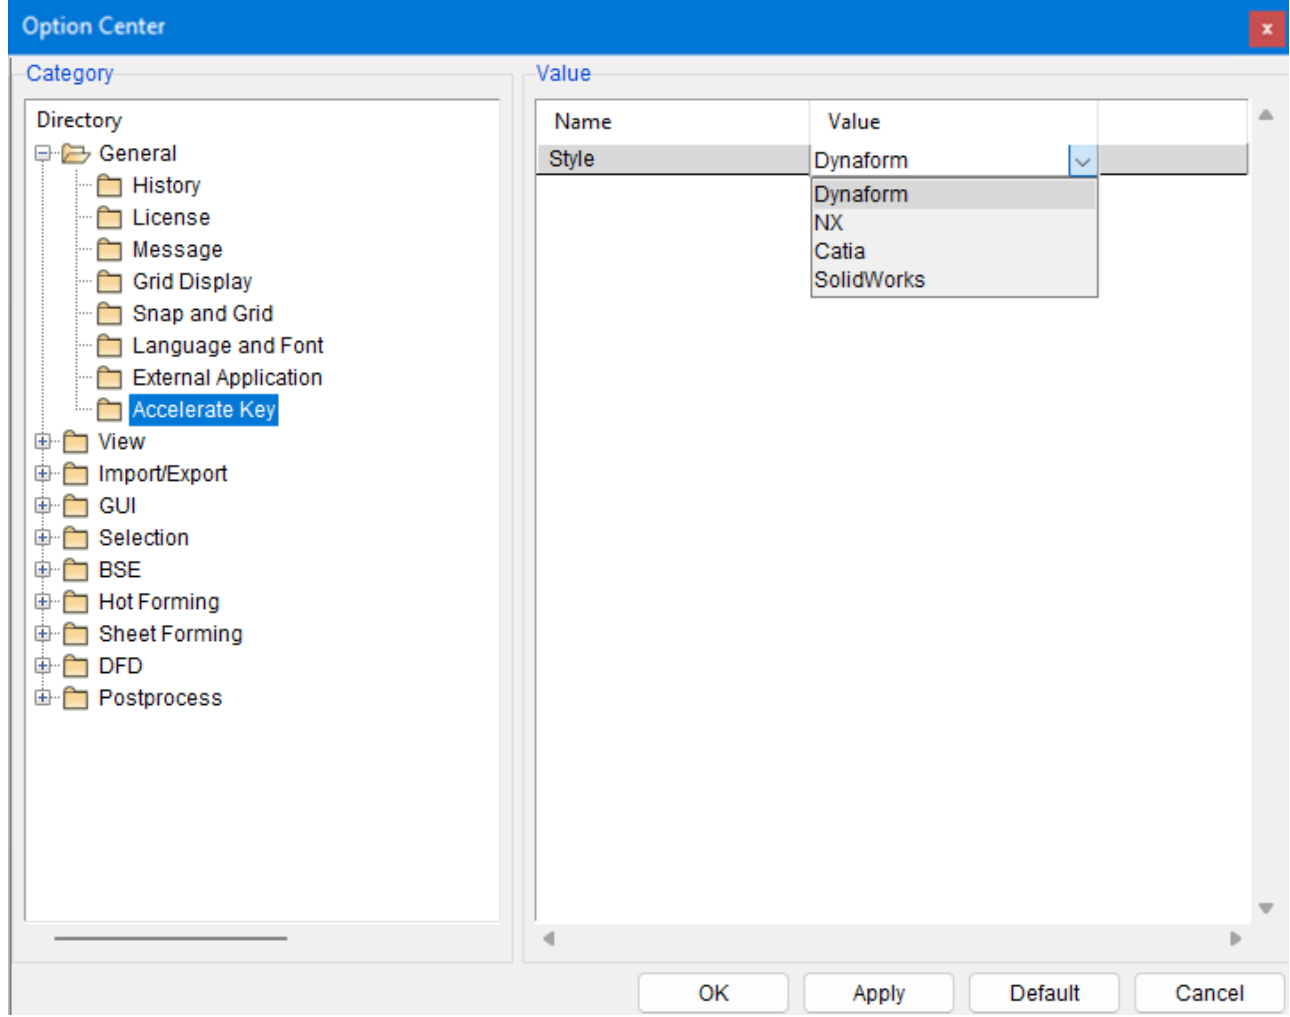 Option Center
x
Category
Directory
General
History
License
Message
Grid Display
Snap and Grid
Language and Font
External Application
Accelerate Key
View
Import/Export
GUI
Selection
BSE
Hot Forming
Sheet Forming
DFD
Postprocess
Value
Name Value
Style Dynaform
Dynaform
NX
Catia
SolidWorks
OK Apply Default Cancel